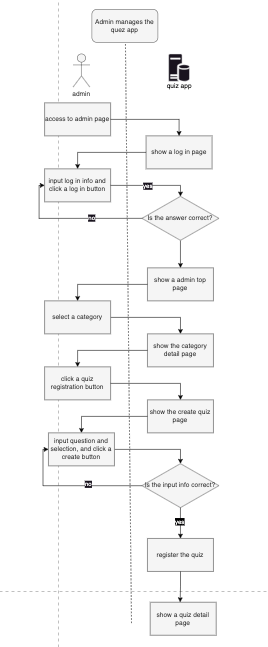 Admin manages the
quez app
admin
quiz app
access to admin page
show a log in page
input log in info and
click a log in button
yes
Is the answer correct?
no
show a admin top
page
select a category
show the category
detail page
click a quiz
registration button
show the create quiz
page
input question and
selection, and click a
create button
no
Is the input info correct?
yes
register the quiz
show a quiz detail
page